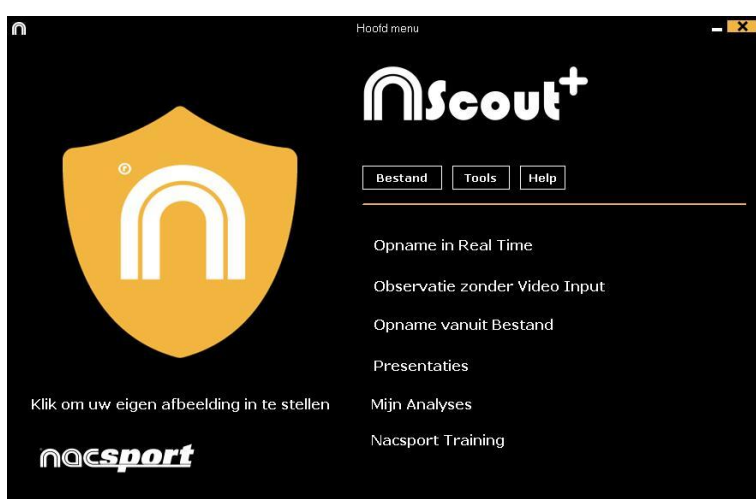 Hoofd menu
nScout+
Bestand
Tools
Help
Opname in Real Time
Observatie zonder Video Input
Opname vanuit Bestand
Presentaties
Klik om uw eigen afbeelding in te stellen
Mijn Analyses
Nacsport Training
nacsport